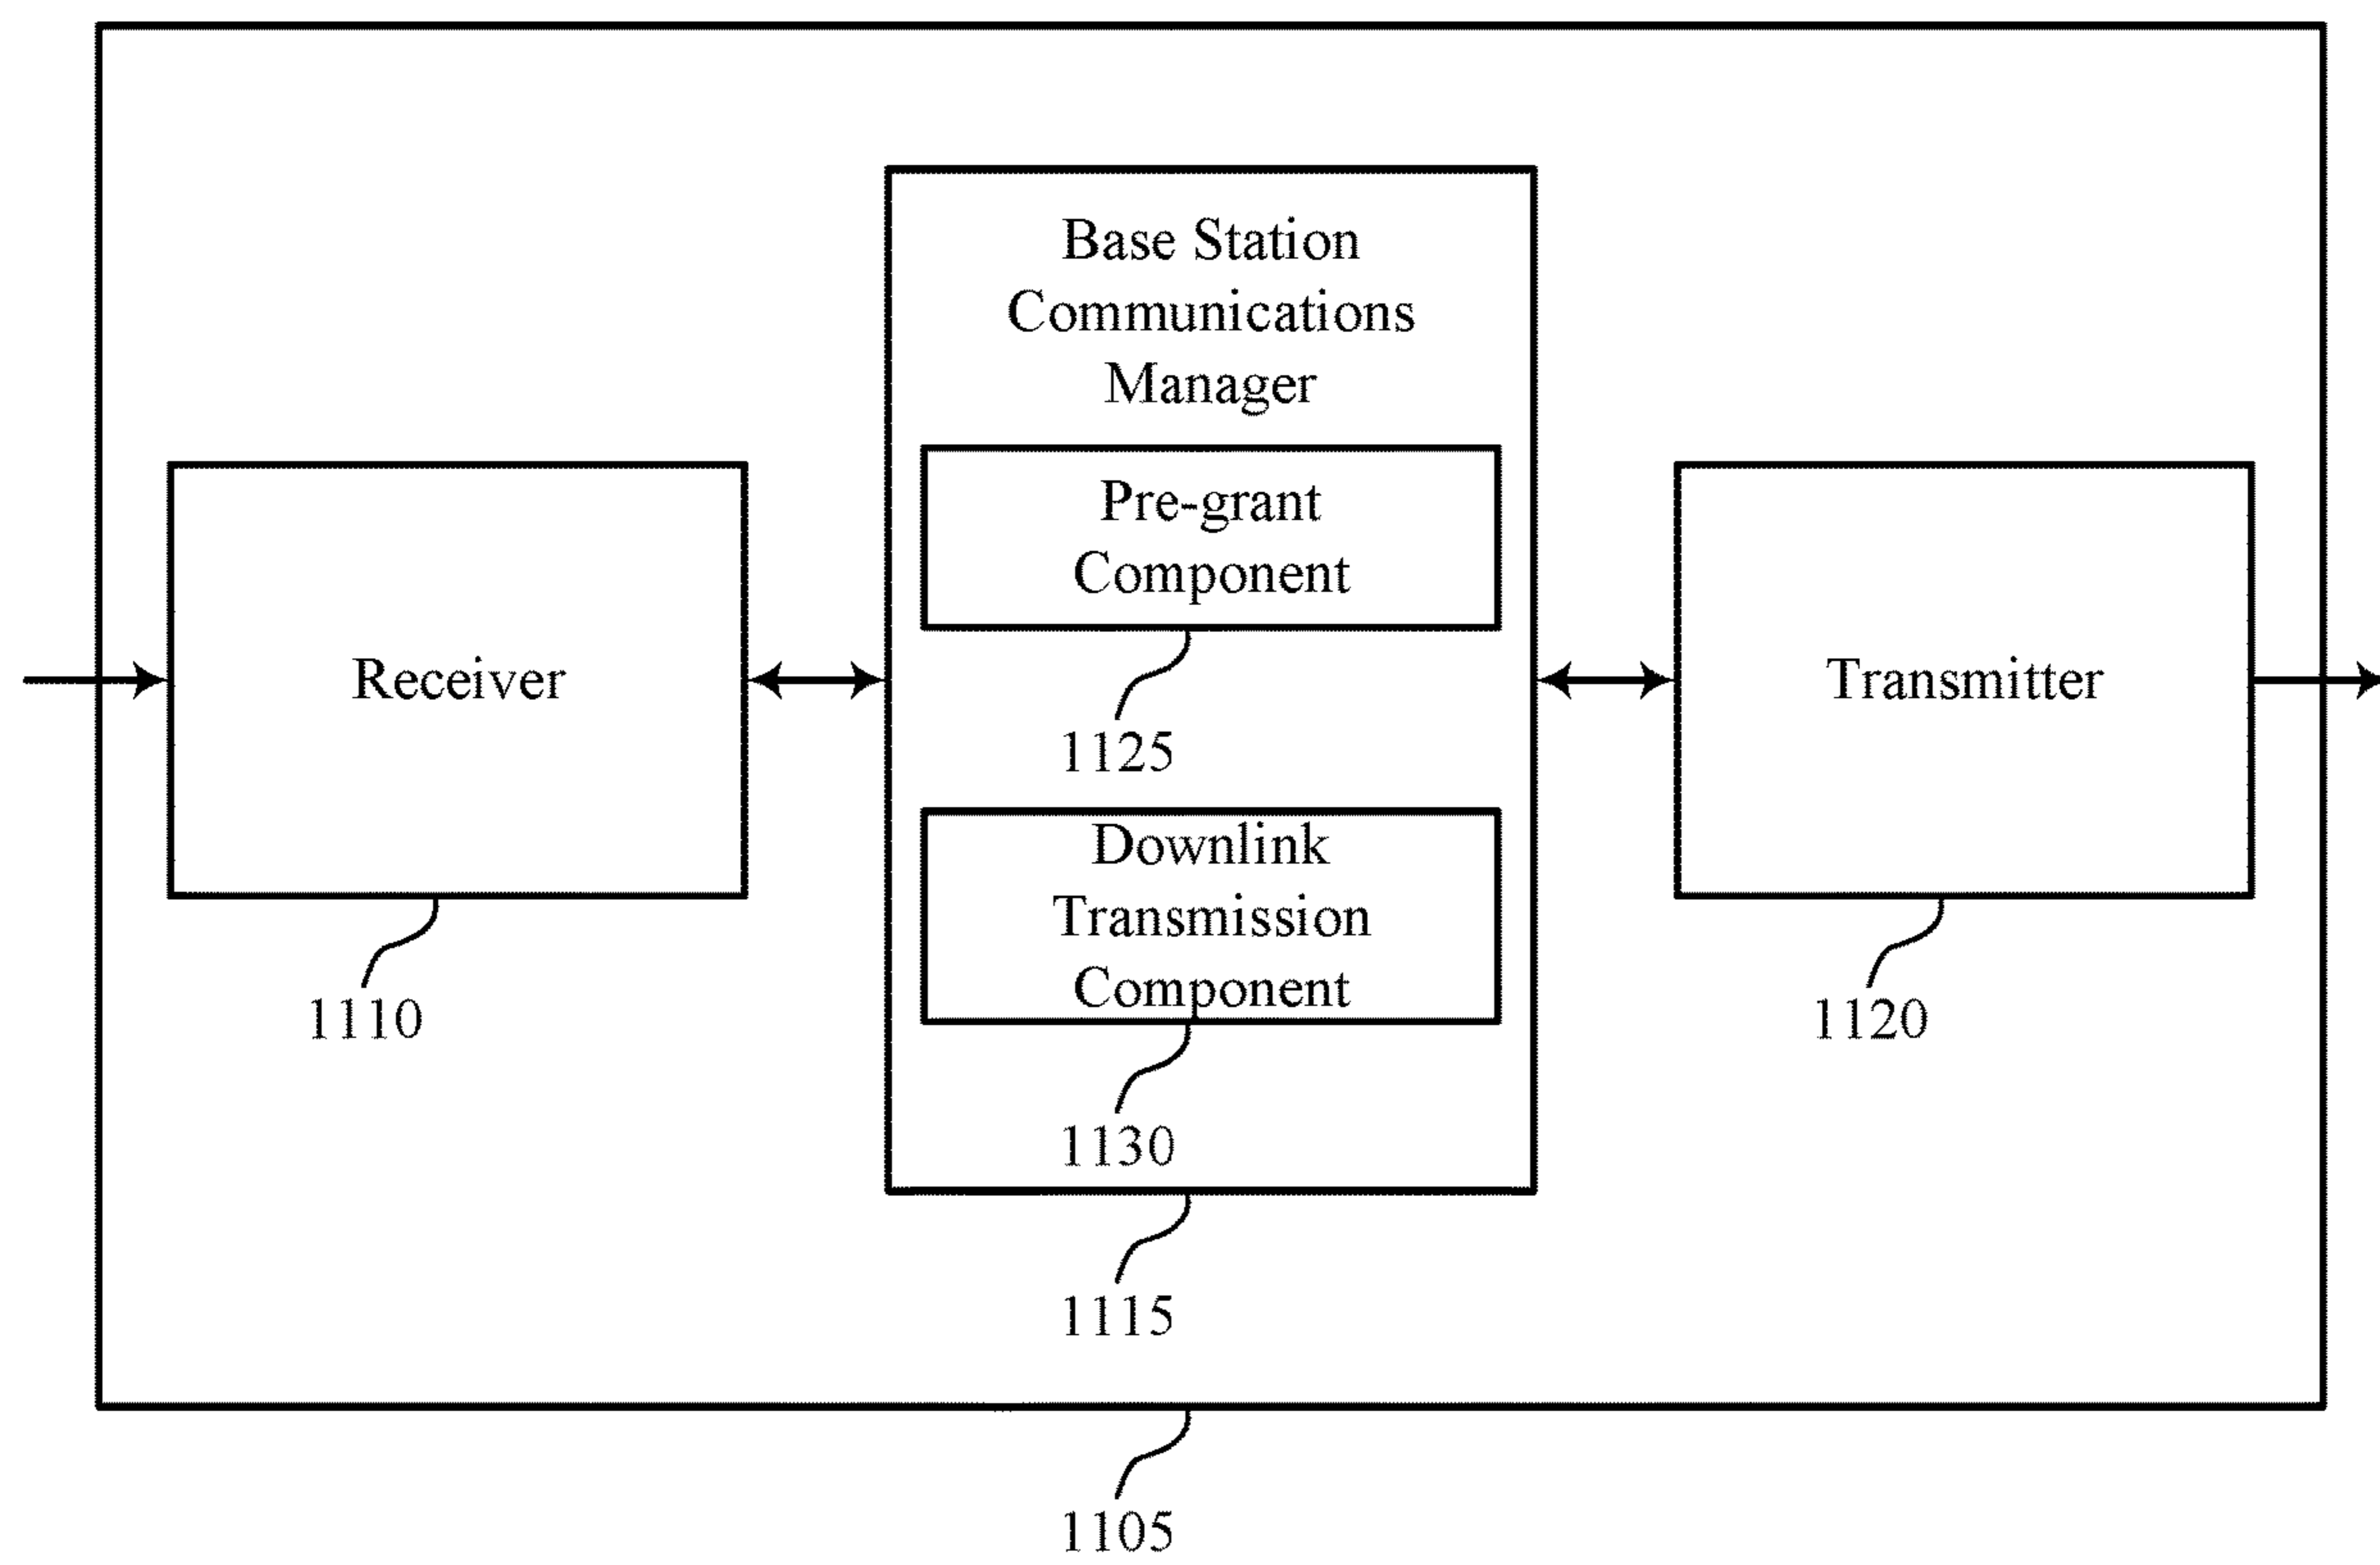 Base Station
Communications
Manager
Pre-grant
Component
1125
Receiver
1110
Transmitter
1120
Downlink
Transmission
Component
1130
1115
1105